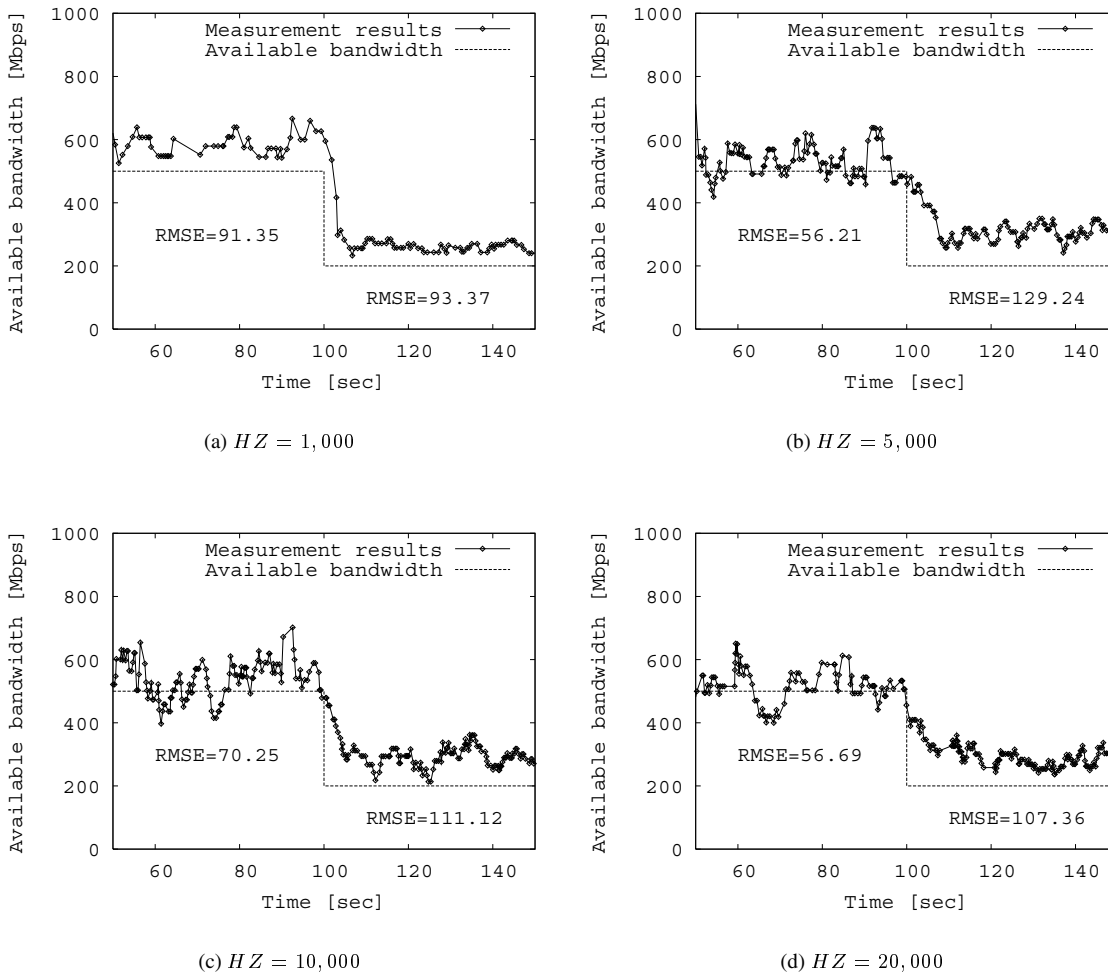 Available bandwidth [Mbps]
1000
800
600
400
200
0
Measurement results
Available bandwidth
RMSE=91.35
RMSE=93.37
60
80
100
120
140
Time [sec]
(a) HZ = 1,000
Available bandwidth [Mbps]
1000
800
600
400
200
0
Measurement results
Available bandwidth
RMSE=56.21
RMSE=129.24
60
80
100
120
140
Time [sec]
(b) HZ = 5,000
Available bandwidth [Mbps]
1000
800
600
400
200
0
Measurement results
Available bandwidth
RMSE=70.25
RMSE=111.12
60
80
100
120
140
Time [sec]
(c) HZ = 10,000
Available bandwidth [Mbps]
1000
800
600
400
200
0
Measurement results
Available bandwidth
RMSE=56.69
RMSE=107.36
60
80
100
120
140
Time [sec]
(d) HZ = 20,000